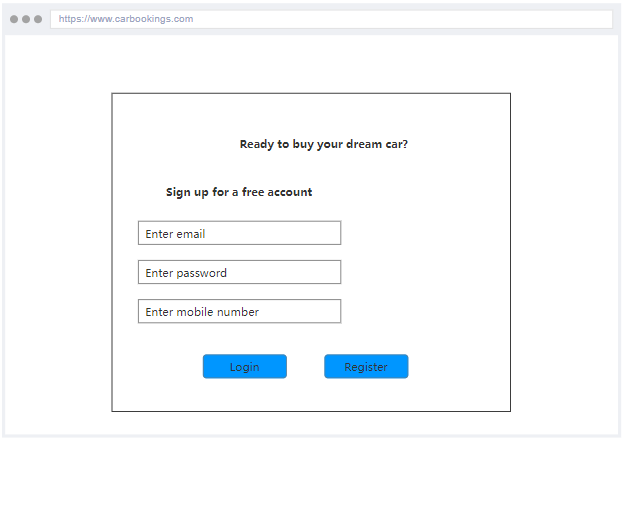 https://www.carbookings.com
Ready to buy your dream car?
Sign up for a free account
Enter email
Enter password
Enter mobile number
Login Register